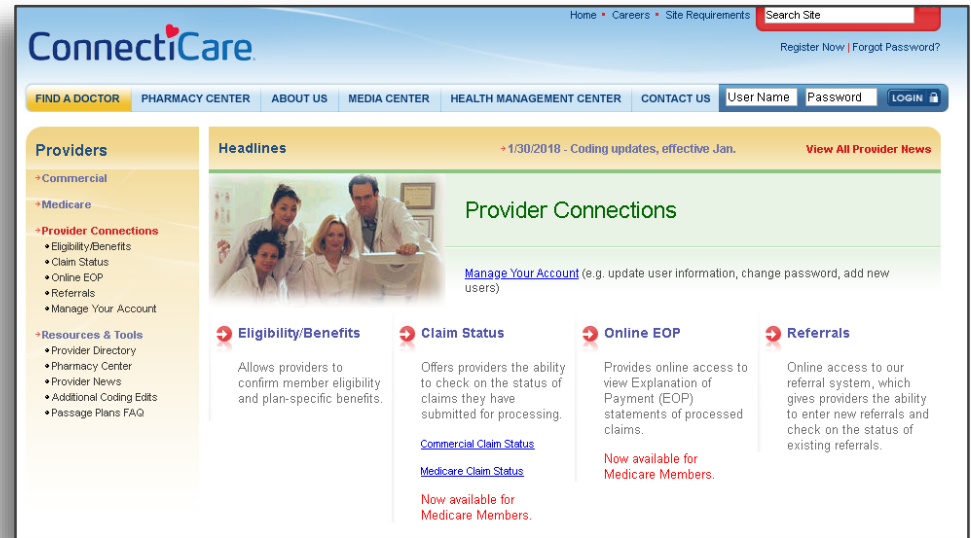 Home • Careers • Site Requirements
Search Site
ConnectiCare.
Register Now | Forgot Password?
FIND A DOCTOR
PHARMACY CENTER
ABOUT US
MEDIA CENTER
HEALTH MANAGEMENT CENTER
CONTACT US
User Name
Password
LOGIN
Providers
Commercial
Medicare
Provider Connections
Eligibility/Benefits
Claim Status
Online EOP
Referrals
Manage Your Account
Resources & Tools
Provider Directory
Pharmacy Center
Provider News
Additional Coding Edits
Passage Plans FAQ
Headlines
1/30/2018 - Coding updates, effective Jan.
View All Provider News
Provider Connections
Manage Your Account (e.g. update user information, change password, add new
users)
Eligibility/Benefits
Allows providers to
confirm member eligibility
and plan-specific benefits.
Claim Status
Offers providers the ability
to check on the status of
claims they have
submitted for processing.
Commercial Claim Status
Medicare Claim Status
Now available for
Medicare Members.
Online EOP
Provides online access to
view Explanation of
Payment (EOP)
statements of processed
claims.
Now available for
Medicare Members.
Referrals
Online access to our
referral system, which
gives providers the ability
to enter new referrals and
check on the status of
existing referrals.